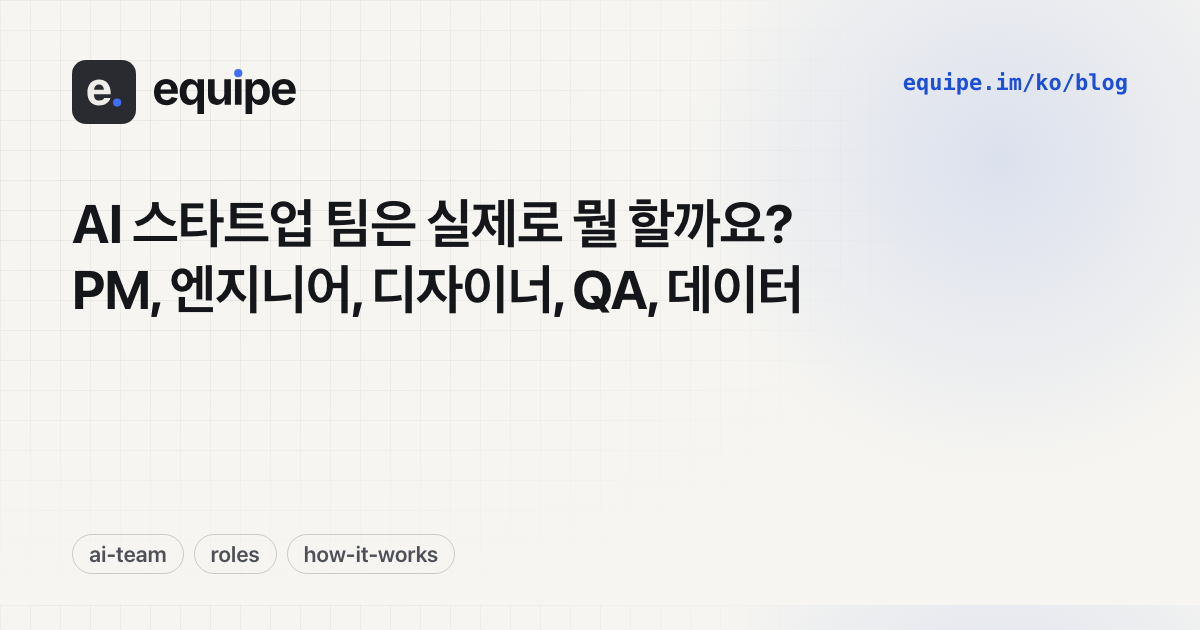 e.
equipe
equipe.im/ko/blog
AI 스타트업 팀은 실제로 뭘 할까요?
PM, 엔지니어, 디자이너, QA, 데이터
ai-team
roles
how-it-works